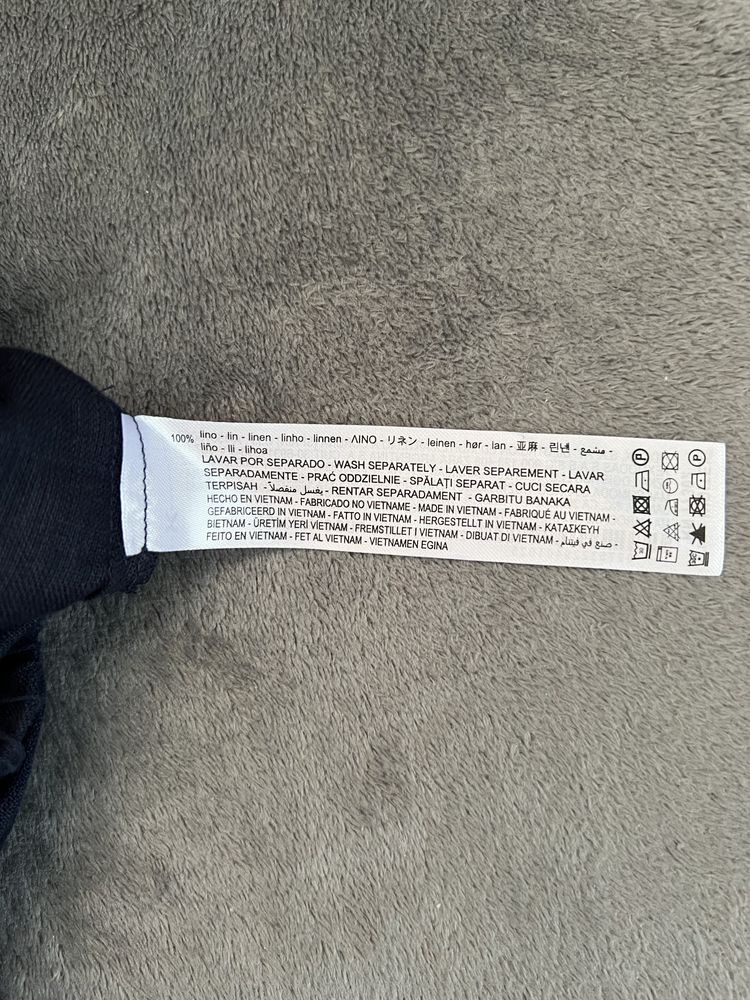 100% lino - lin - linen - linho - linnen - ΛΙΝΟ - リネン - leinen - hør - lan - 亚麻 - 린넨 - مشمع -
liño - lli - lihoa
LAVAR POR SEPARADO - WASH SEPARATELY - LAVER SEPAREMENT - LAVAR
SEPARADAMENTE - PRAĆ ODDZIELNIE - SPĂLAȚI SEPARAT - CUCI SECARA
TERPISAH - يغسل منفصلاً - RENTAR SEPARADAMENT - GARBITU BANAKA
HECHO EN VIETNAM - FABRICADO NO VIETNAME - MADE IN VIETNAM - FABRIQUÉ AU VIETNAM -
GEFABRICEERD IN VIETNAM - FATTO IN VIETNAM - HERGESTELLT IN VIETNAM - ΚΑΤΑΣΚΕΥΗ
ΒΙΕΤΝΑΜ - ÜRETİM YERİ VİETNAM - FREMSTILLET I VIETNAM - DIBUAT DI VIETNAM - صنع في فيتنام -
FEITO EN VIETNAM - FET AL VIETNAM - VIETNAMEN EGINA
P P
P